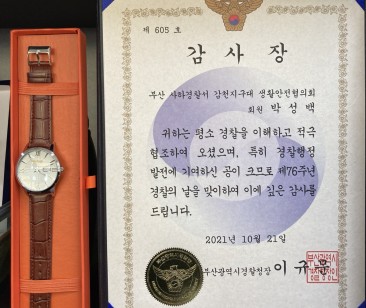 제 605 호
감 사 장
부산 사하경찰서 감천지구대 생활안전협의회
회원 박 성 백
귀하는 평소 경찰을 이해하고 적극
협조하여 오셨으며, 특히 경찰행정
발전에 기여하신 공이 크므로 제76주년
경찰의 날을 맞이하여 이에 깊은 감사를
드립니다.
2021년 10월 21일
부산광역시경찰청장 이 규 문